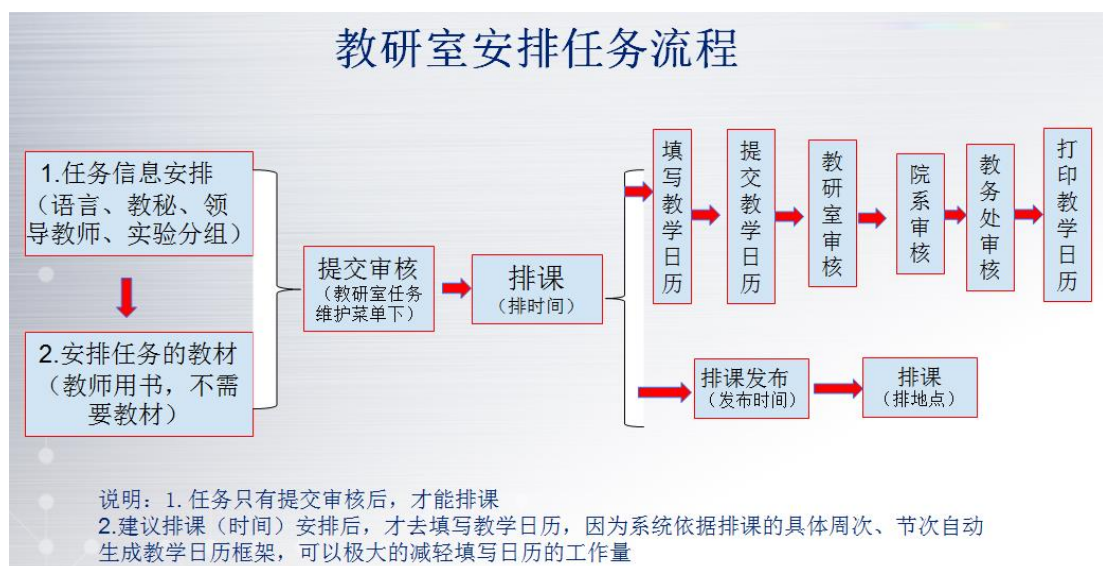 教研室安排任务流程
1.任务信息安排
（语言、教秘、领
导教师、实验分组）
2.安排任务的教材
（教师用书，不需
要教材）
提交审核
（教研室任务
维护菜单下）
排课
（排时间）
填写教学日历
提交教学日历
教研室审核
院系审核
教务处审核
打印教学日历
排课发布
（发布时间）
排课
（排地点）
说明：1.任务只有提交审核后，才能排课
2.建议排课（时间）安排后，才去填写教学日历，因为系统依据排课的具体周次、节次自动
生成教学日历框架，可以极大的减轻填写日历的工作量